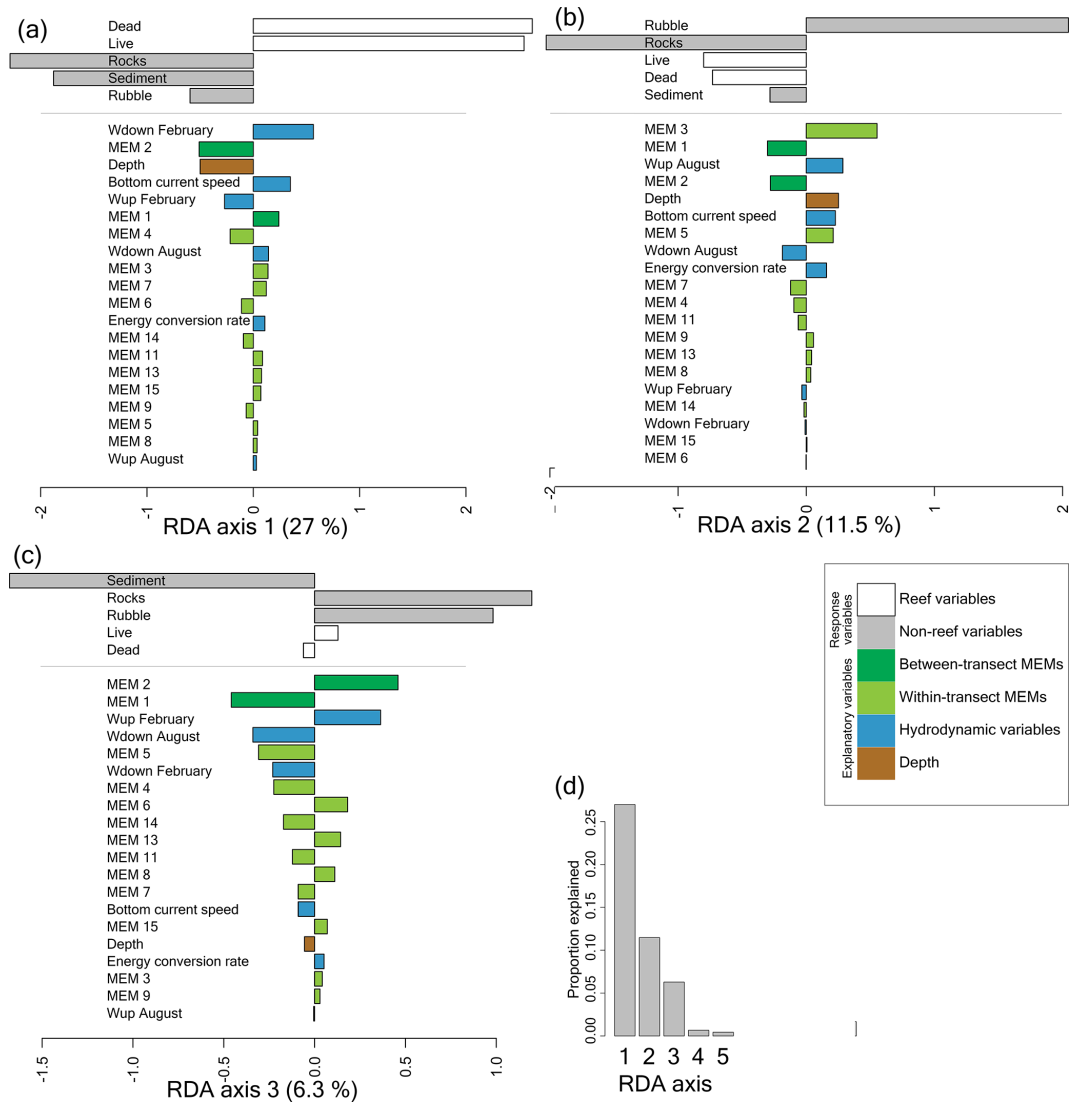 (a)
Dead
Live
Rocks
Sediment
Rubble
Wdown February
MEM 2
Depth
Bottom current speed
Wup February
MEM 1
MEM 4
Wdown August
MEM 3
MEM 7
MEM 6
Energy conversion rate
MEM 14
MEM 11
MEM 13
MEM 15
MEM 9
MEM 5
MEM 8
Wup August
-2 -1 0 1 2
RDA axis 1 (27 %)
(b)
Rubble
Rocks
Live
Dead
Sediment
MEM 3
MEM 1
Wup August
MEM 2
Depth
Bottom current speed
MEM 5
Wdown August
Energy conversion rate
MEM 7
MEM 4
MEM 11
MEM 9
MEM 13
MEM 8
Wup February
MEM 14
Wdown February
MEM 15
MEM 6
-2 -1 0 1 2
RDA axis 2 (11.5 %)
(c)
Sediment
Rocks
Rubble
Live
Dead
MEM 2
MEM 1
Wup February
Wdown August
MEM 5
Wdown February
MEM 4
MEM 6
MEM 14
MEM 13
MEM 11
MEM 8
MEM 7
Bottom current speed
MEM 15
Depth
Energy conversion rate
MEM 3
MEM 9
Wup August
-1.5 -1.0 -0.5 0.0 0.5 1.0
RDA axis 3 (6.3 %)
Response
variables
Explanatory variables
Reef variables
Non-reef variables
Between-transect MEMs
Within-transect MEMs
Hydrodynamic variables
Depth
(d)
Proportion explained
0.00 0.05 0.10 0.15 0.20 0.25
1 2 3 4 5
RDA axis